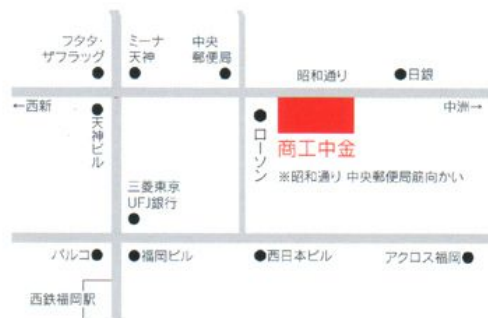 フタタ・
ザフラッグ
ミーナ
天神
中央
郵便局
昭和通り
日銀
←西新
中洲→
天神ビル
ローソン
商工中金
※昭和通り 中央郵便局筋向かい
三菱東京
UFJ銀行
パルコ
福岡ビル
西日本ビル
アクロス福岡
西鉄福岡駅